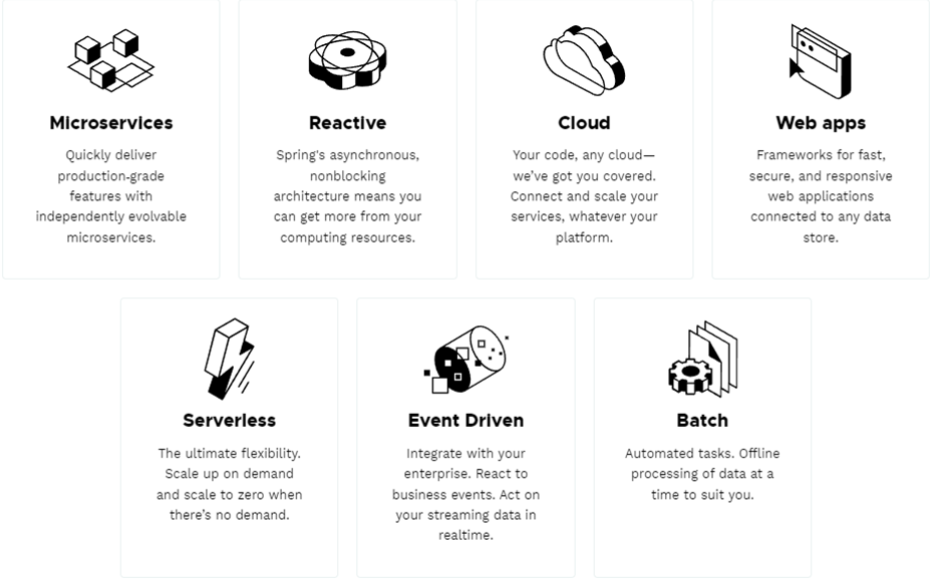 Microservices
Quickly deliver
production-grade
features with
independently evolvable
microservices.
Reactive
Spring's asynchronous,
nonblocking
architecture means you
can get more from your
computing resources.
Cloud
Your code, any cloud—
we've got you covered.
Connect and scale your
services, whatever your
platform.
Web apps
Frameworks for fast,
secure, and responsive
web applications
connected to any data
store.
Serverless
The ultimate flexibility.
Scale up on demand
and scale to zero when
there's no demand.
Event Driven
Integrate with your
enterprise. React to
business events. Act on
your streaming data in
realtime.
Batch
Automated tasks. Offline
processing of data at a
time to suit you.